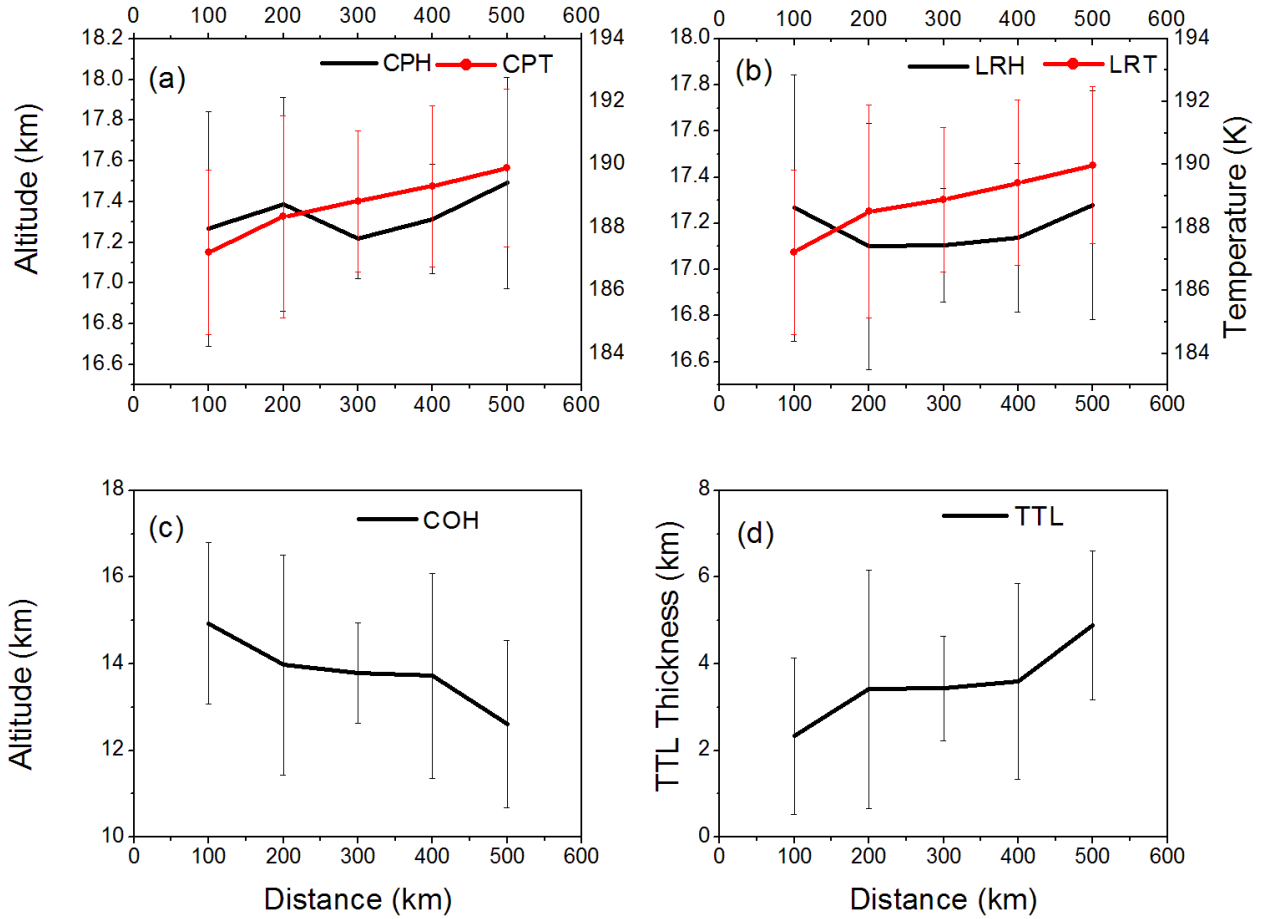 0 100 200 300 400 500 600
0 100 200 300 400 500 600
18.2
18.0
17.8
17.6
17.4
17.2
17.0
16.8
16.6
Altitude (km)
(a)
CPH CPT
194
192
190
188
186
184
0 100 200 300 400 500 600
18.0
17.8
17.6
17.4
17.2
17.0
16.8
16.6
(b)
LRH LRT
194
192
190
188
186
184
Temperature (K)
0 100 200 300 400 500 600
18
16
14
12
10
Altitude (km)
(c)
COH
0 100 200 300 400 500 600
Distance (km)
8
6
4
2
0
TTL Thickness (km)
(d)
TTL
0 100 200 300 400 500 600
Distance (km)